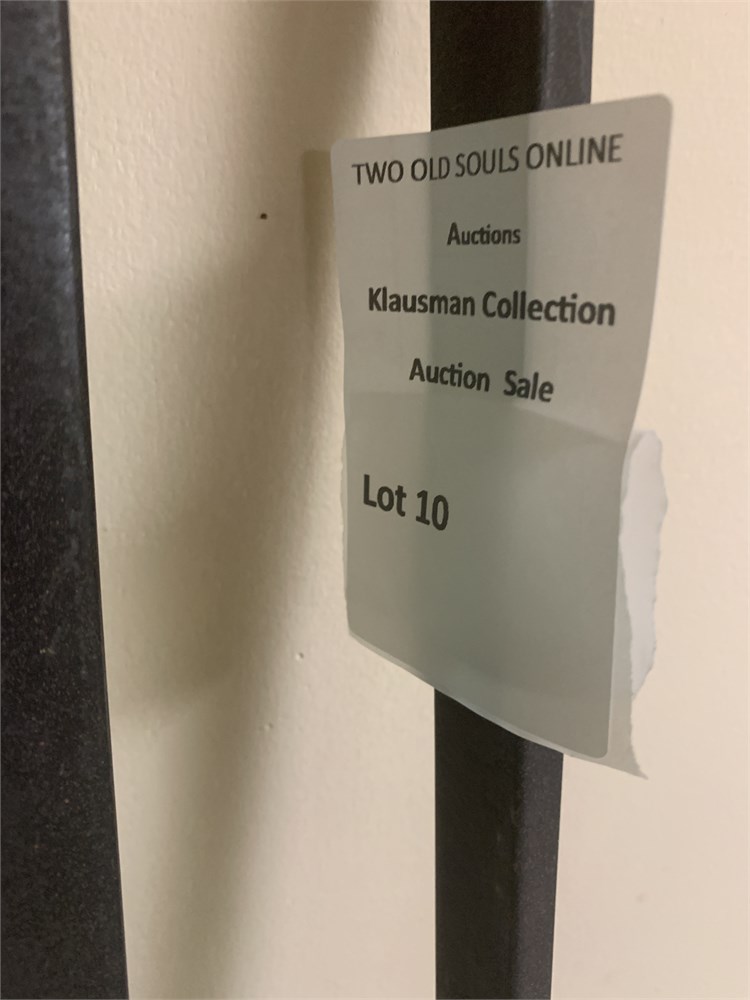 TWO OLD SOULS ONLINE
Auctions
Klausman Collection
Auction Sale
Lot 10